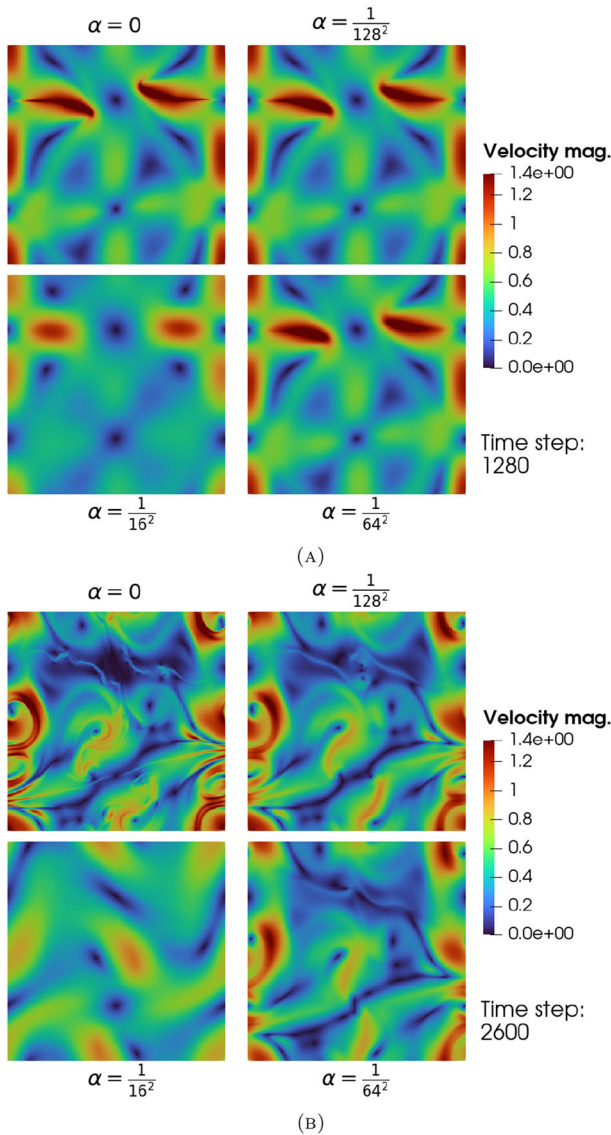 α = 0    α = 1/128²
Velocity mag.
1.4e+00
1
0.8
0.6
0.4
0.2
0.0e+00
Time step:
1280
α = 1/16²    α = 1/64²
(A)
α = 0    α = 1/128²
Velocity mag.
1.4e+00
1.2
1
0.8
0.6
0.4
0.2
0.0e+00
Time step:
2600
α = 1/16²    α = 1/64²
(B)